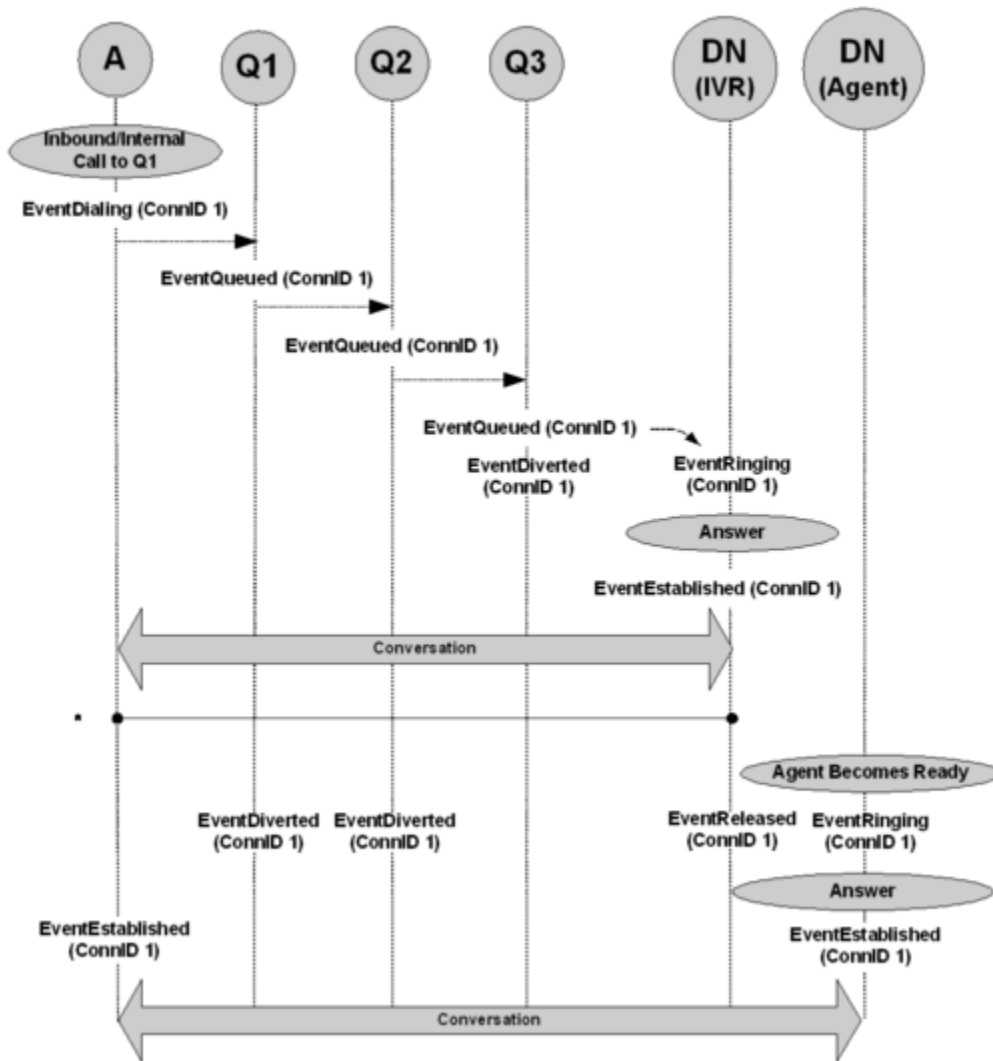 A
Q1
Q2
Q3
DN
(IVR)
DN
(Agent)
Inbound/Internal
Call to Q1
EventDialing (ConnID 1)
EventQueued (ConnID 1)
EventQueued (ConnID 1)
EventQueued (ConnID 1)
EventDiverted
(ConnID 1)
EventRinging
(ConnID 1)
Answer
EventEstablished (ConnID 1)
Conversation
*
Agent Becomes Ready
EventDiverted
(ConnID 1)
EventDiverted
(ConnID 1)
EventReleased
(ConnID 1)
EventRinging
(ConnID 1)
Answer
EventEstablished
(ConnID 1)
EventEstablished
(ConnID 1)
Conversation